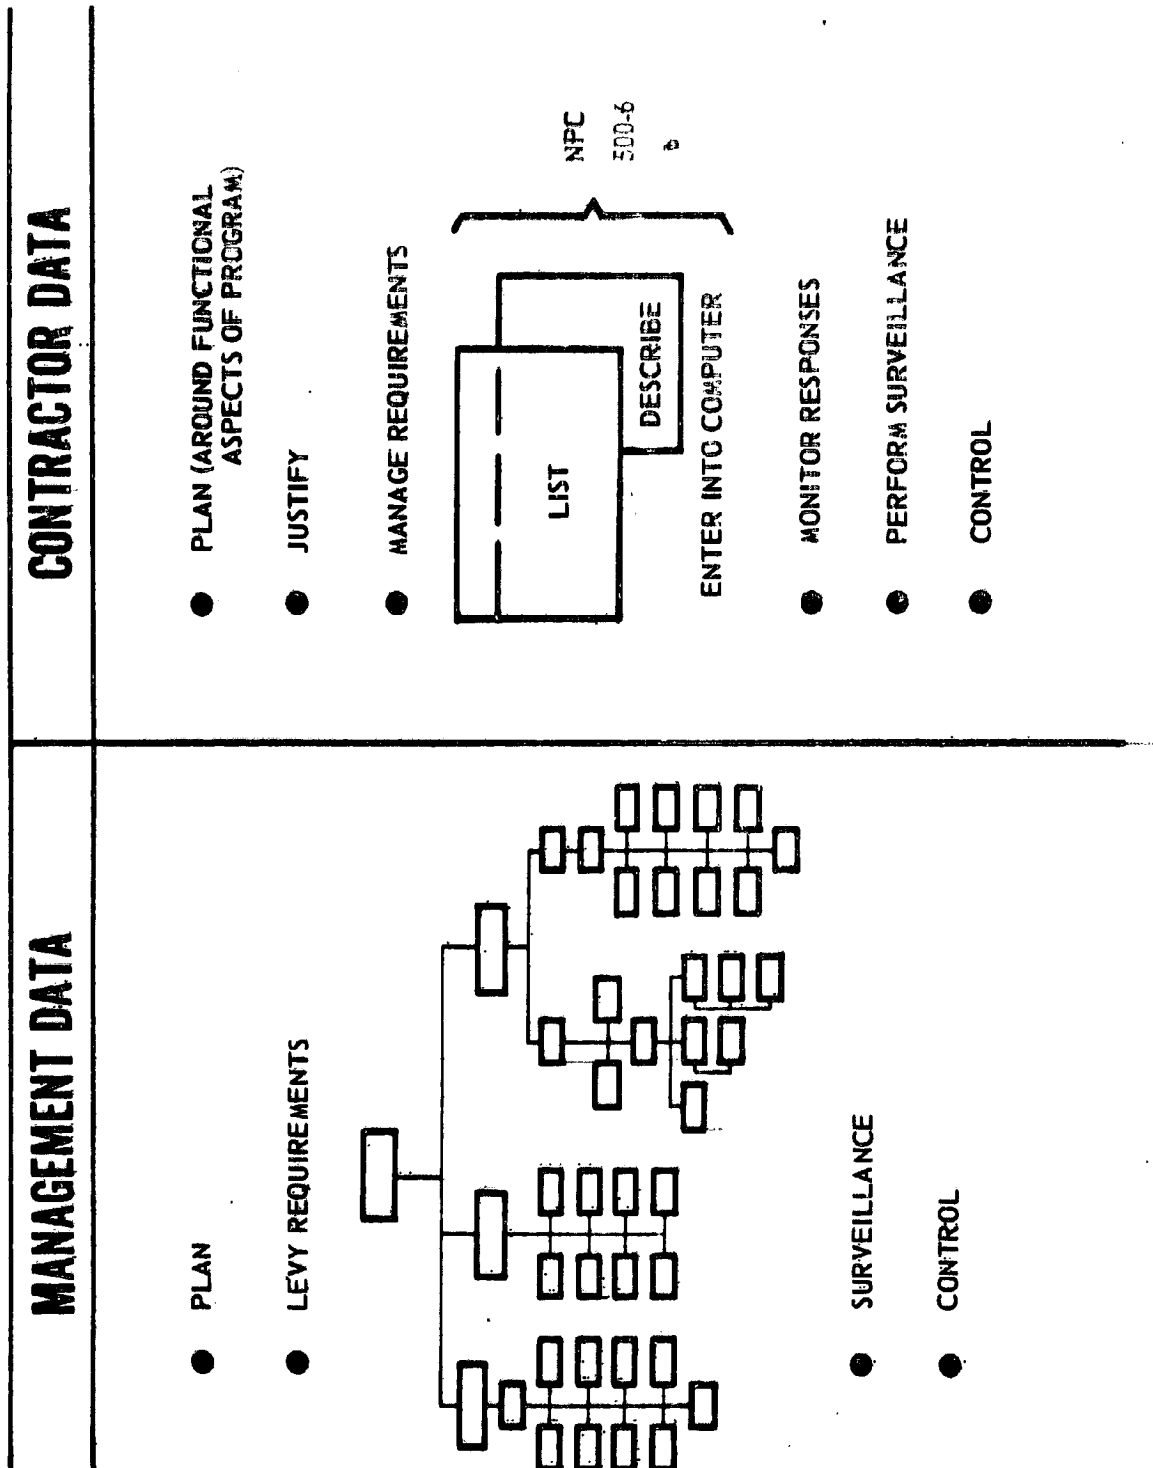 MANAGEMENT DATA
PLAN
LEVY REQUIREMENTS
SURVEILLANCE
CONTROL
CONTRACTOR DATA
PLAN (AROUND FUNCTIONAL
ASPECTS OF PROGRAM)
JUSTIFY
MANAGE REQUIREMENTS
LIST
DESCRIBE
ENTER INTO COMPUTER
NPC
500-6
MONITOR RESPONSES
PERFORM SURVEILLANCE
CONTROL